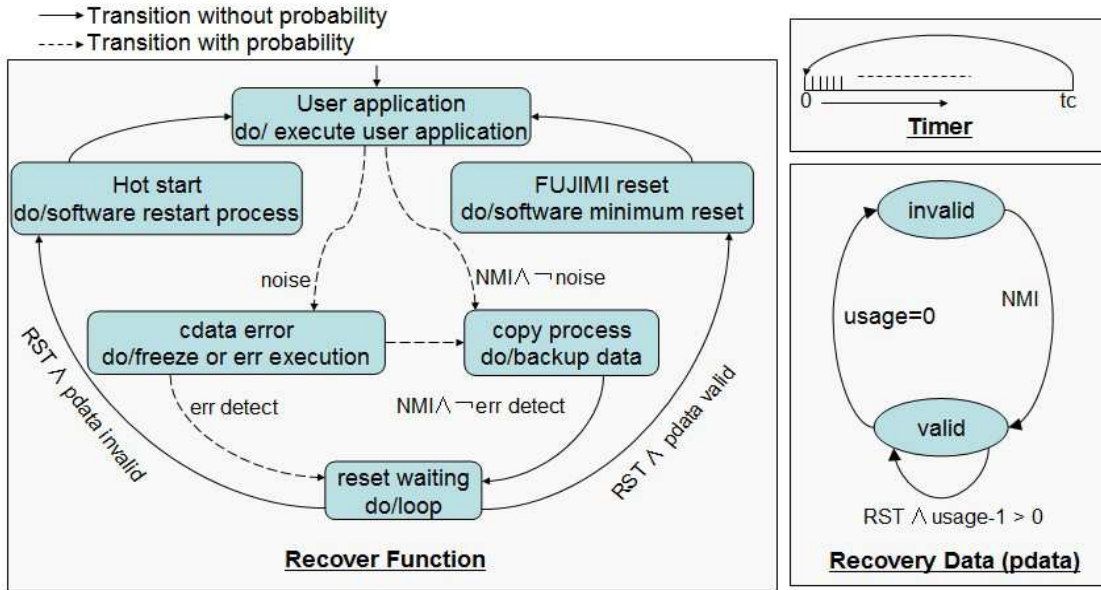 Transition without probability
Transition with probability
User application
do/ execute user application
Hot start
do/software restart process
FUJIMI reset
do/software minimum reset
noise
NMI∧¬noise
cdata error
do/freeze or err execution
copy process
do/backup data
RST ∧ pdata invalid
err detect
NMI∧¬err detect
RST ∧ pdata valid
reset waiting
do/loop
Recover Function
0
tc
Timer
invalid
NMI
usage=0
valid
RST ∧ usage-1 > 0
Recovery Data (pdata)